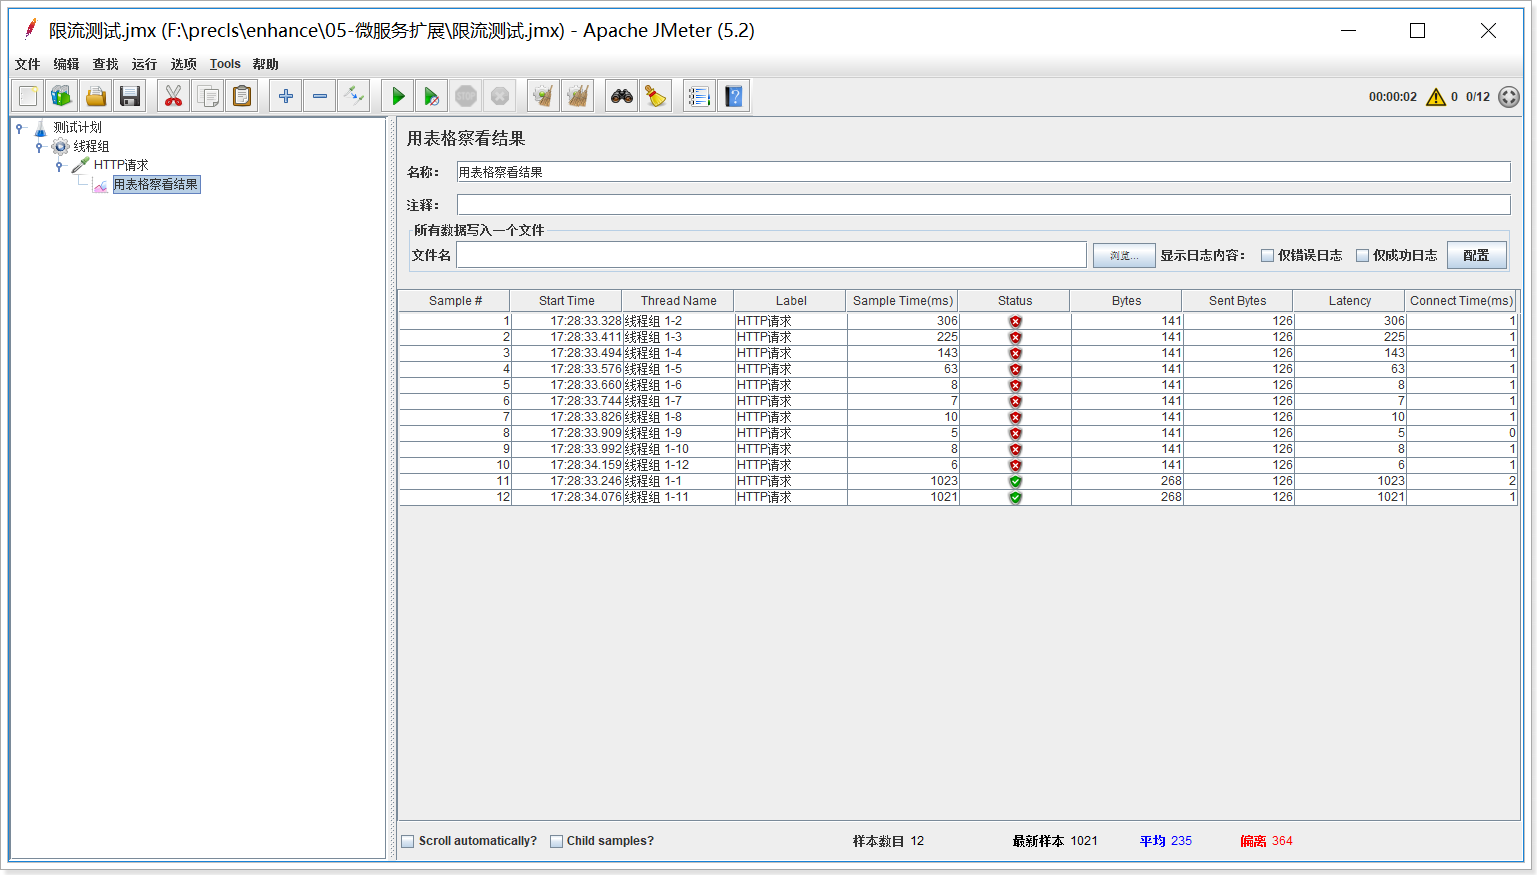 限流测试.jmx (F:\precls\enhance\05-微服务扩展\限流测试.jmx) - Apache JMeter (5.2)
文件 编辑 查找 运行 选项 Tools 帮助
STOP 00:00:02 0 0/12
测试计划
线程组
HTTP请求
用表格察看结果
用表格察看结果
名称： 用表格察看结果
注释：
所有数据写入一个文件
文件名 浏览... 显示日志内容： 仅错误日志 仅成功日志 配置
Sample # Start Time Thread Name Label Sample Time(ms) Status Bytes Sent Bytes Latency Connect Time(ms)
1 17:28:33.328 线程组 1-2 HTTP请求 306 141 126 306 1
2 17:28:33.411 线程组 1-3 HTTP请求 225 141 126 225 1
3 17:28:33.494 线程组 1-4 HTTP请求 143 141 126 143 1
4 17:28:33.576 线程组 1-5 HTTP请求 63 141 126 63 1
5 17:28:33.660 线程组 1-6 HTTP请求 8 141 126 8 1
6 17:28:33.744 线程组 1-7 HTTP请求 7 141 126 7 1
7 17:28:33.826 线程组 1-8 HTTP请求 10 141 126 10 1
8 17:28:33.909 线程组 1-9 HTTP请求 5 141 126 5 0
9 17:28:33.992 线程组 1-10 HTTP请求 8 141 126 8 1
10 17:28:34.159 线程组 1-12 HTTP请求 6 141 126 6 1
11 17:28:33.246 线程组 1-1 HTTP请求 1023 268 126 1023 2
12 17:28:34.076 线程组 1-11 HTTP请求 1021 268 126 1021 1
Scroll automatically? Child samples? 样本数目 12 最新样本 1021 平均 235 偏离 364